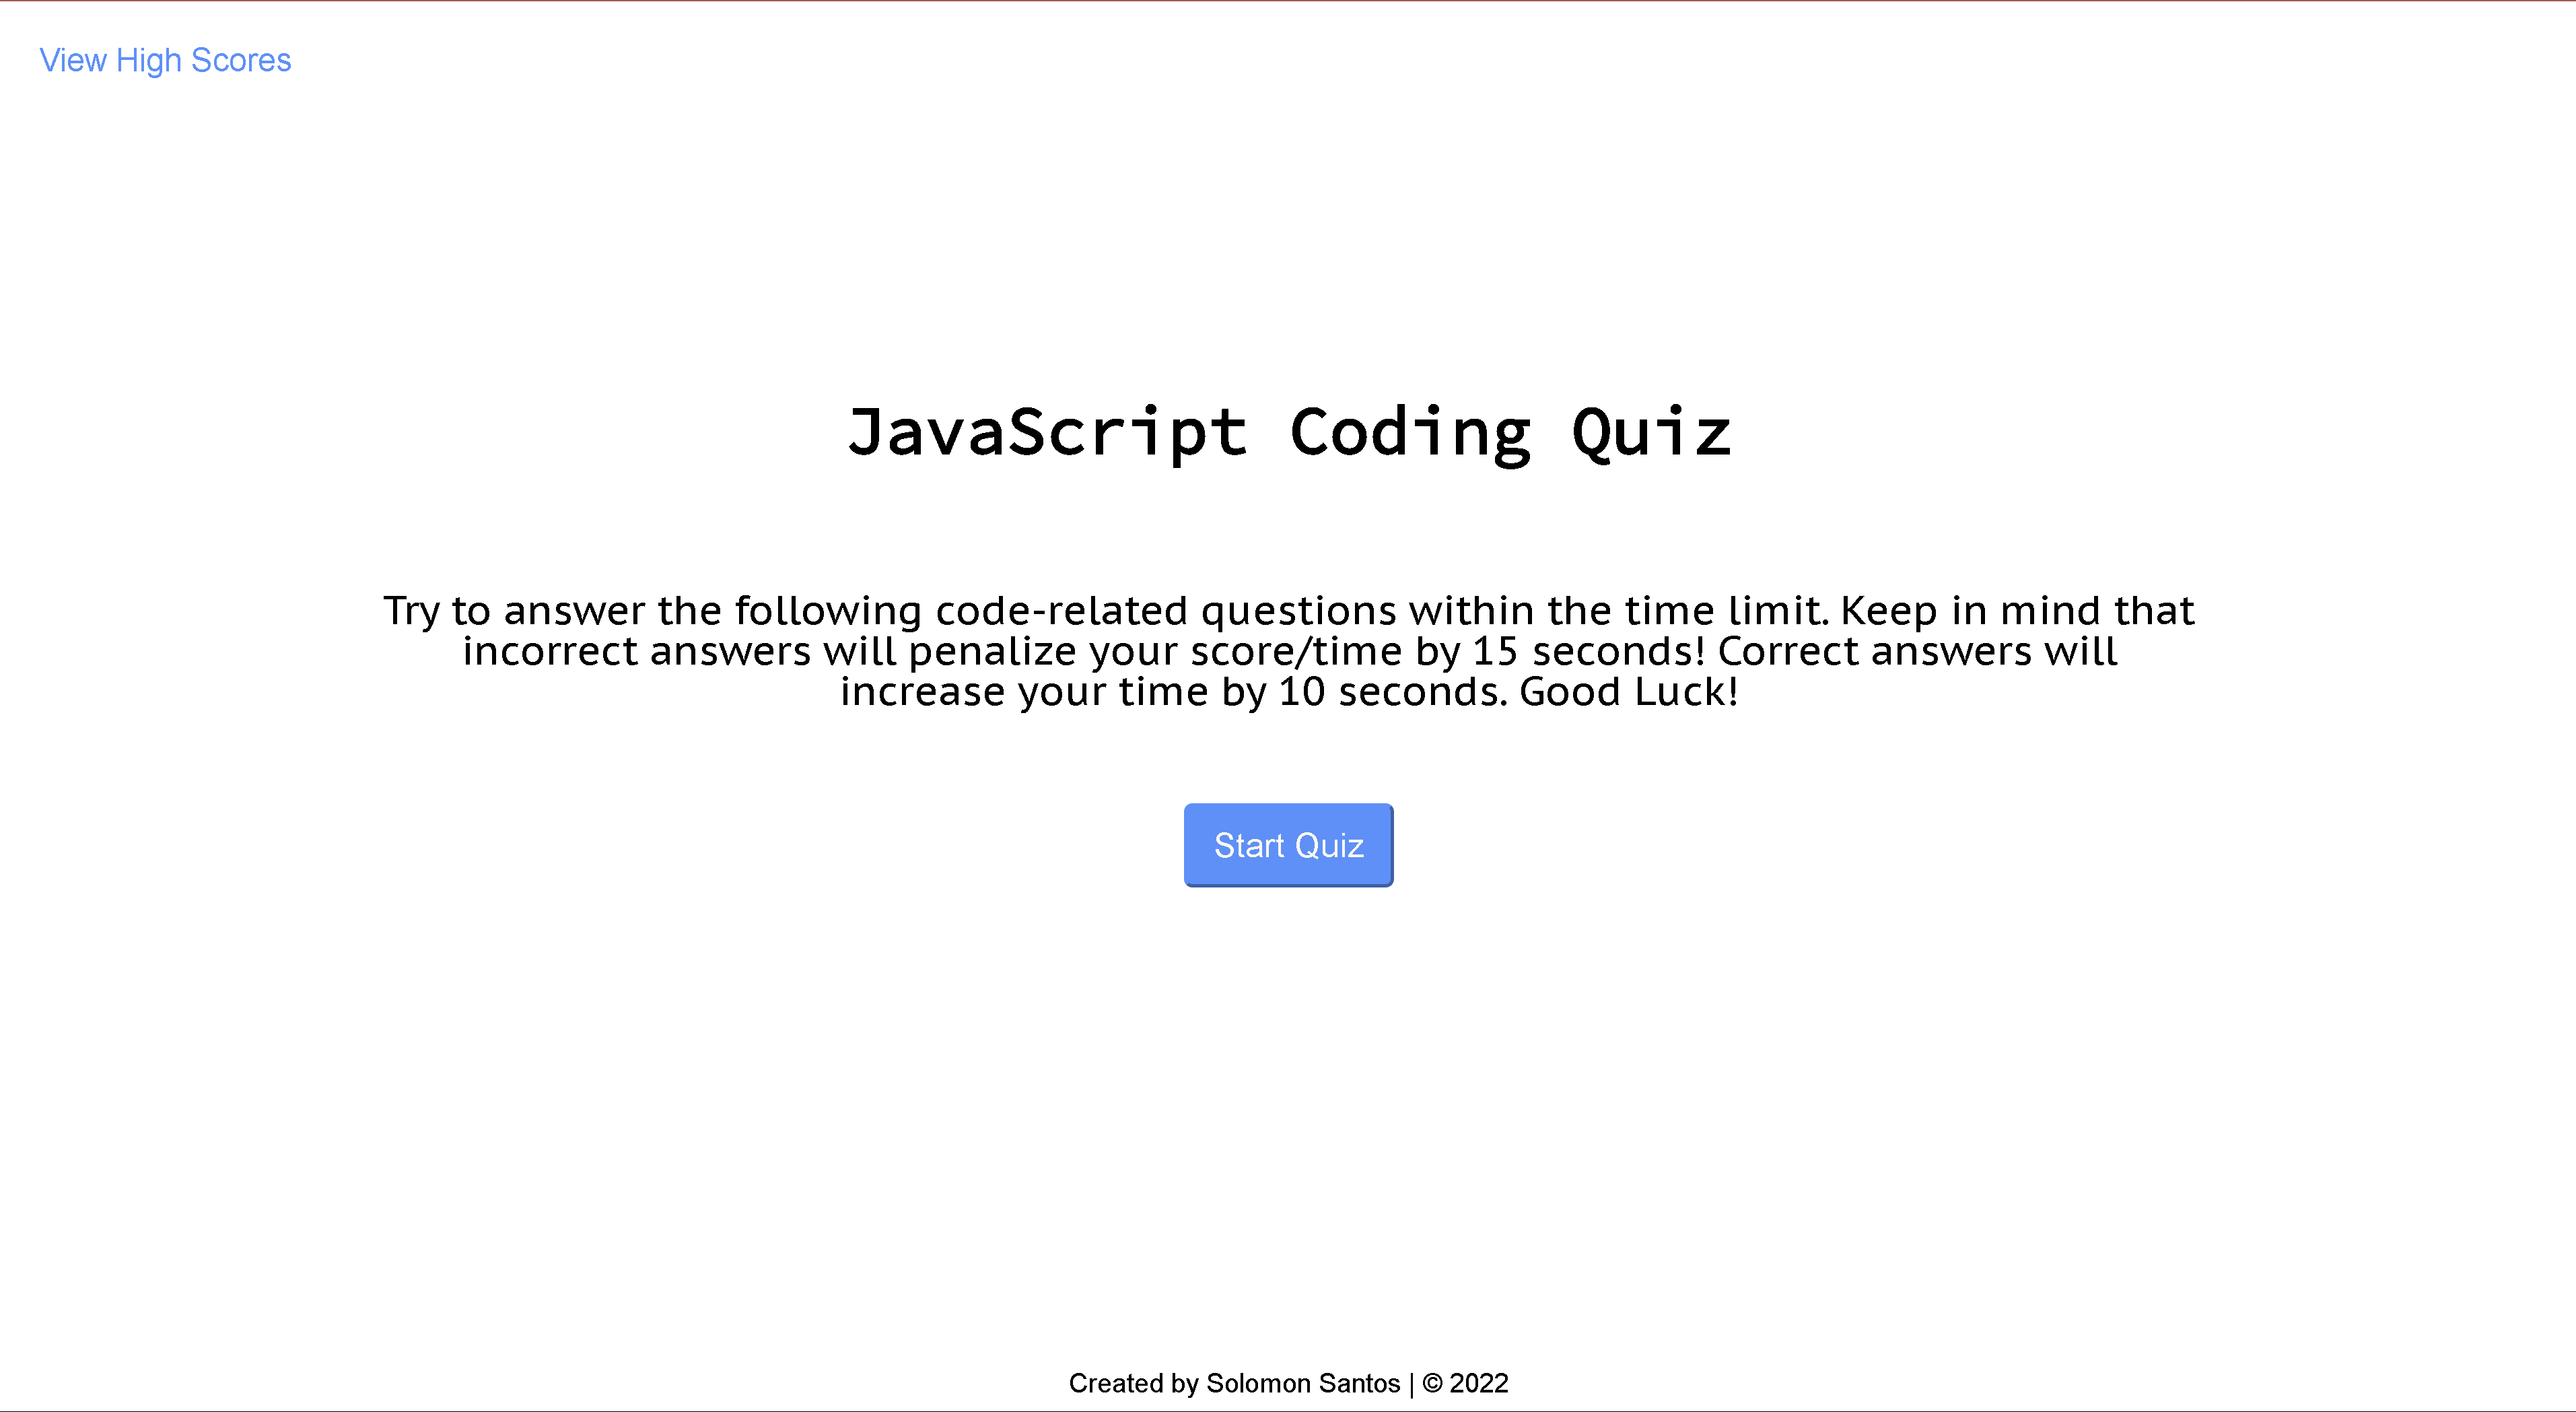 View High Scores
JavaScript Coding Quiz
Try to answer the following code-related questions within the time limit. Keep in mind that
incorrect answers will penalize your score/time by 15 seconds! Correct answers will
increase your time by 10 seconds. Good Luck!
Start Quiz
Created by Solomon Santos | © 2022